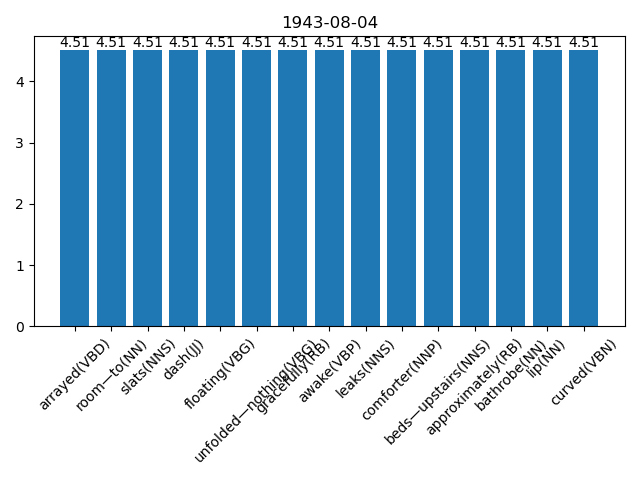 1943-08-04
4.51 4.51 4.51 4.51 4.51 4.51 4.51 4.51 4.51 4.51 4.51 4.51 4.51 4.51 4.51
4
3
2
1
0
arrayed(VBD)
room—to(NN)
slats(NNS)
dash(JJ)
floating(VBG)
unfolded—nothing(VBG)
gracefully(RB)
awake(VBP)
leaks(NNS)
comforter(NNP)
beds—upstairs(NNS)
approximately(RB)
bathrobe(NN)
lip(NN)
curved(VBN)